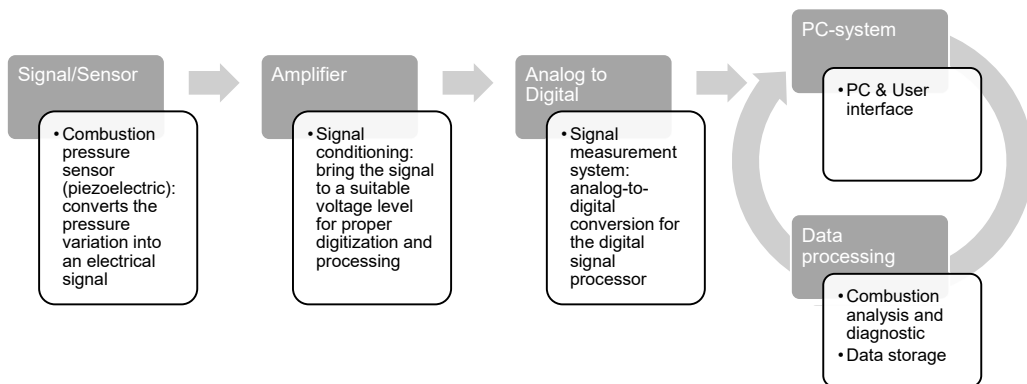 Signal/Sensor
• Combustion
pressure
sensor
(piezoelectric):
converts the
pressure
variation into
an electrical
signal
Amplifier
• Signal
conditioning:
bring the signal
to a suitable
voltage level
for proper
digitization and
processing
Analog to
Digital
• Signal
measurement
system:
analog-to-
digital
conversion for
the digital
signal
processor
PC-system
• PC & User
interface
Data
processing
• Combustion
analysis and
diagnostic
• Data storage